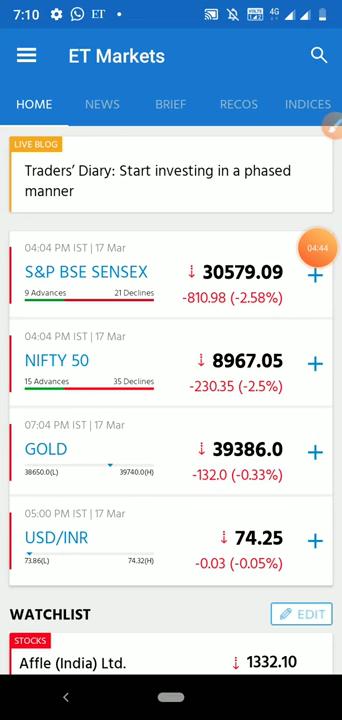 7:10 ET 4G
ET Markets
HOME NEWS BRIEF RECOS INDICES
LIVE BLOG
Traders' Diary: Start investing in a phased
manner
04:44
04:04 PM IST | 17 Mar
S&P BSE SENSEX 30579.09
9 Advances 21 Declines
-810.98 (-2.58%)
04:04 PM IST | 17 Mar
NIFTY 50 8967.05
15 Advances 35 Declines
-230.35 (-2.5%)
07:04 PM IST | 17 Mar
GOLD 39386.0
38650.0(L) 39740.0(H)
-132.0 (-0.33%)
05:00 PM IST | 17 Mar
USD/INR 74.25
73.86(L) 74.32(H)
-0.03 (-0.05%)
WATCHLIST EDIT
STOCKS
Affle (India) Ltd. 1332.10